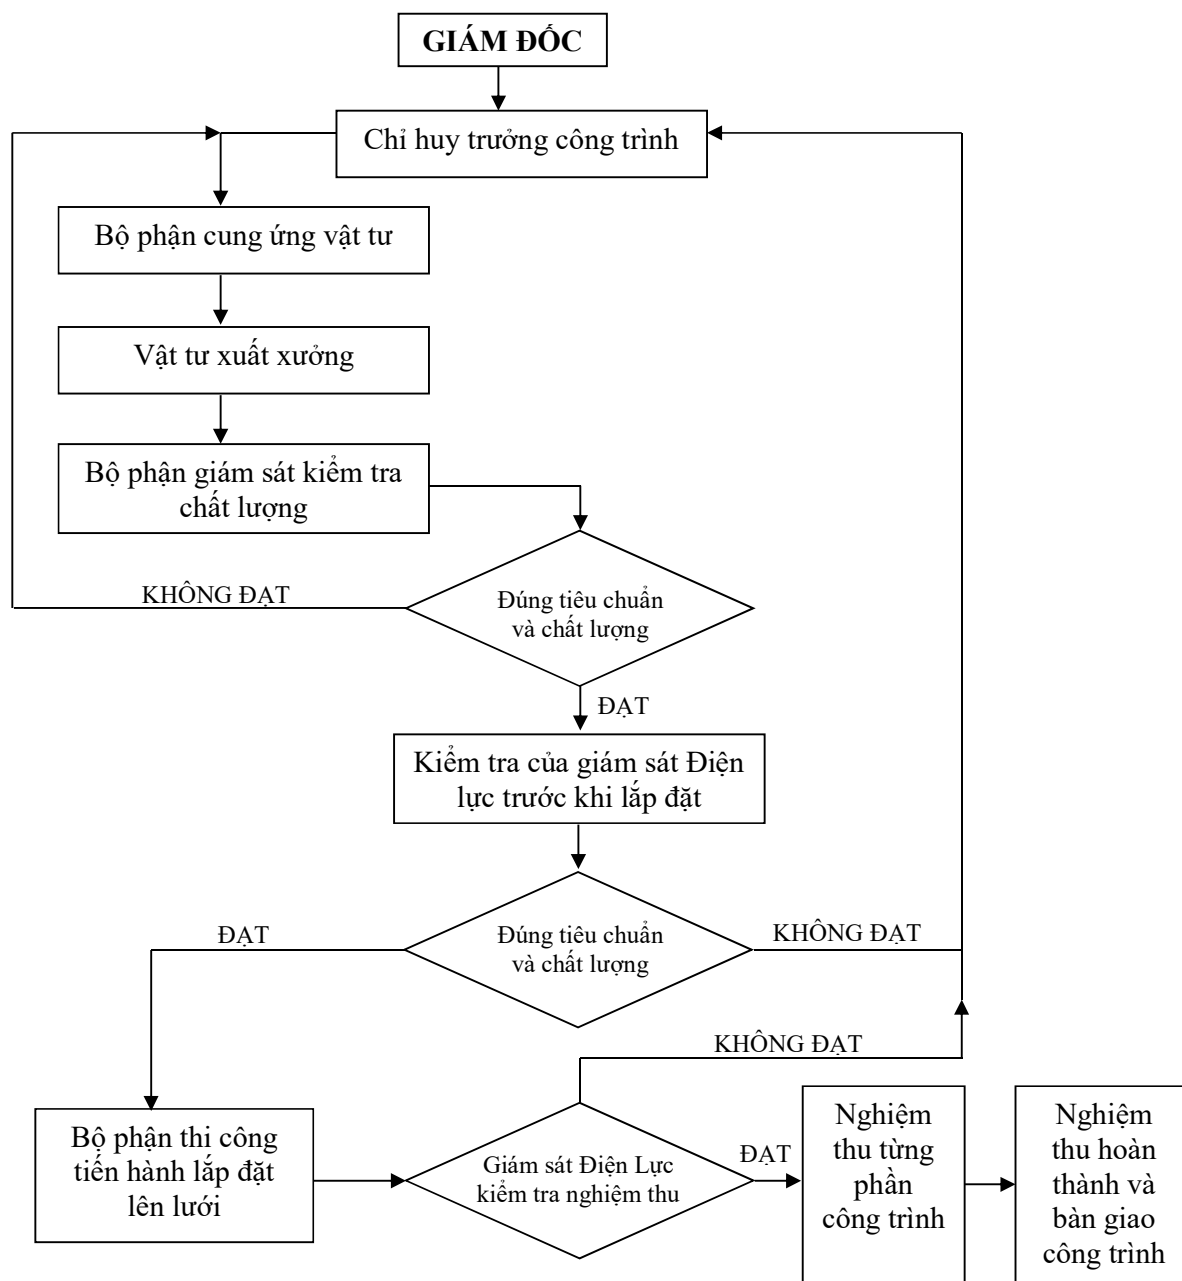 GIÁM ĐỐC
Chỉ huy trưởng công trình
Bộ phận cung ứng vật tư
Vật tư xuất xưởng
Bộ phận giám sát kiểm tra
chất lượng
KHÔNG ĐẠT
Đúng tiêu chuẩn
và chất lượng
ĐẠT
Kiểm tra của giám sát Điện
lực trước khi lắp đặt
ĐẠT
Đúng tiêu chuẩn
và chất lượng
KHÔNG ĐẠT
KHÔNG ĐẠT
Bộ phận thi công
tiến hành lắp đặt
lên lưới
Giám sát Điện Lực
kiểm tra nghiệm thu
ĐẠT
Nghiệm
thu từng
phần
công trình
Nghiệm
thu hoàn
thành và
bàn giao
công trình